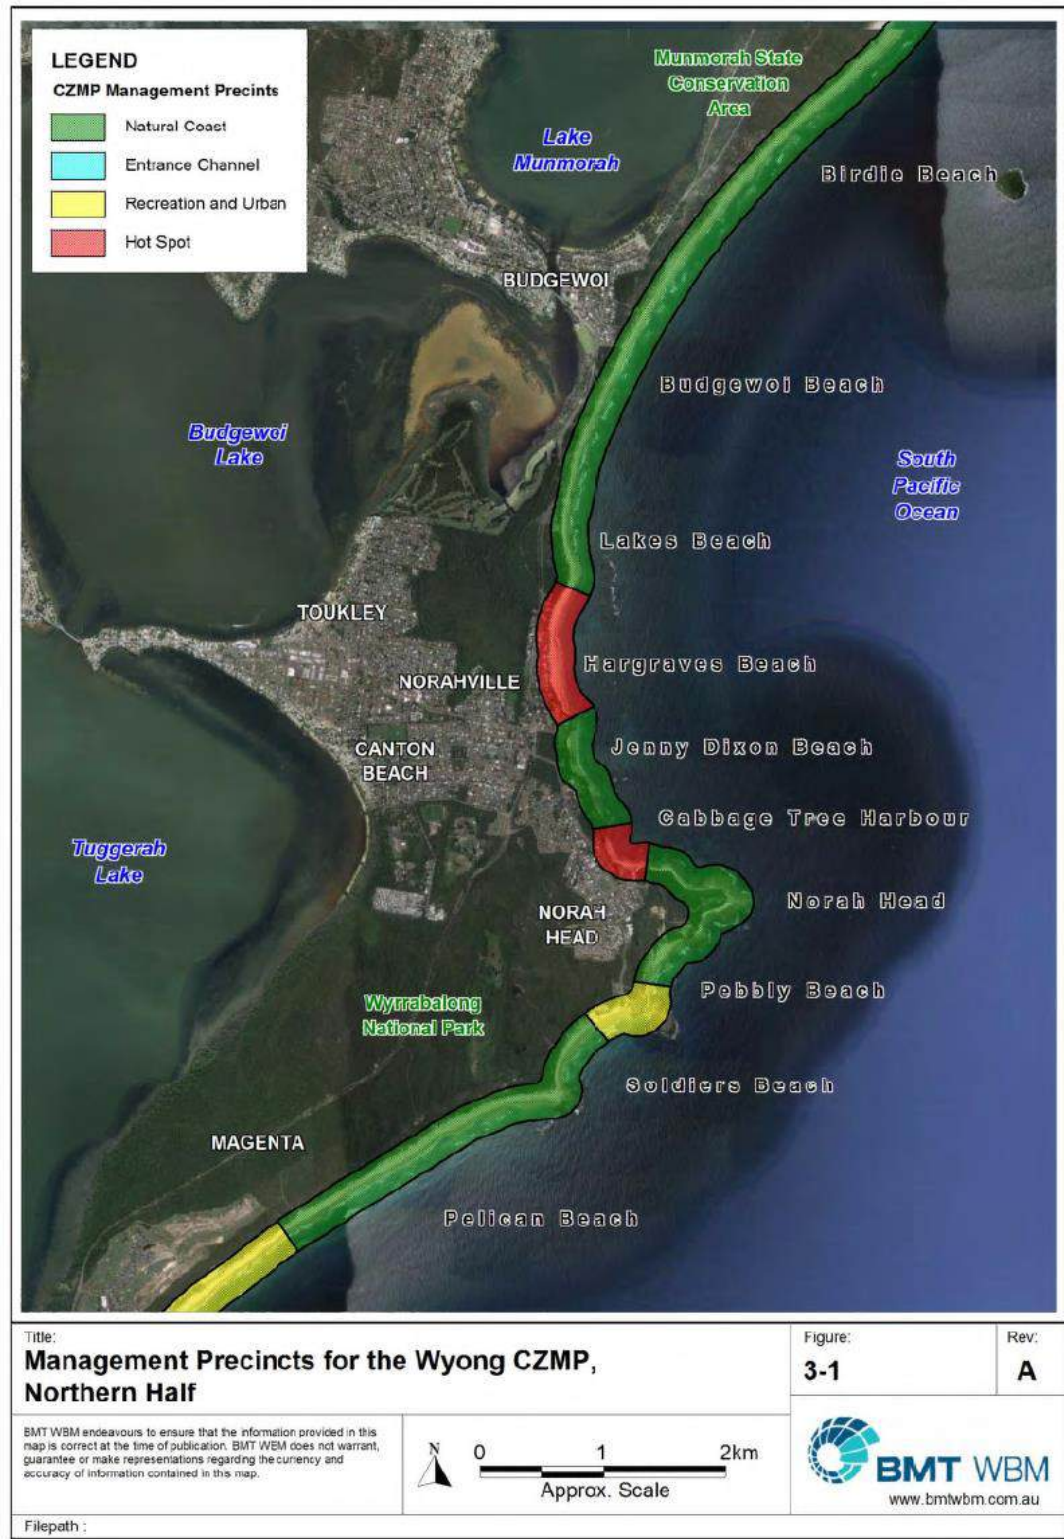 LEGEND
CZMP Management Precints
Natural Coast
Entrance Channel
Recreation and Urban
Hot Spot
Munmorah State
Conservation
Area
Lake
Munmorah
Birdie Beach
BUDGEWOI
Budgewoi Beach
Budgewoi
Lake
South
Pacific
Ocean
Lakes Beach
TOUKLEY
Hargraves Beach
NORAHVILLE
Jenny Dixon Beach
CANTON
BEACH
Cabbage Tree Harbour
Tuggerah
Lake
Norah Head
NORAH
HEAD
Pebbly Beach
Wyrrabalong
National Park
Soldiers Beach
MAGENTA
Pelican Beach
Title:
Management Precincts for the Wyong CZMP,
Northern Half
Figure:
3-1
Rev:
A
BMT WBM endeavours to ensure that the information provided in this
map is correct at the time of publication. BMT WBM does not warrant,
guarantee or make representations regarding the currency and
accuracy of information contained in this map.
N
0 1 2km
Approx. Scale
BMT WBM
www.bmtwbm.com.au
Filepath :